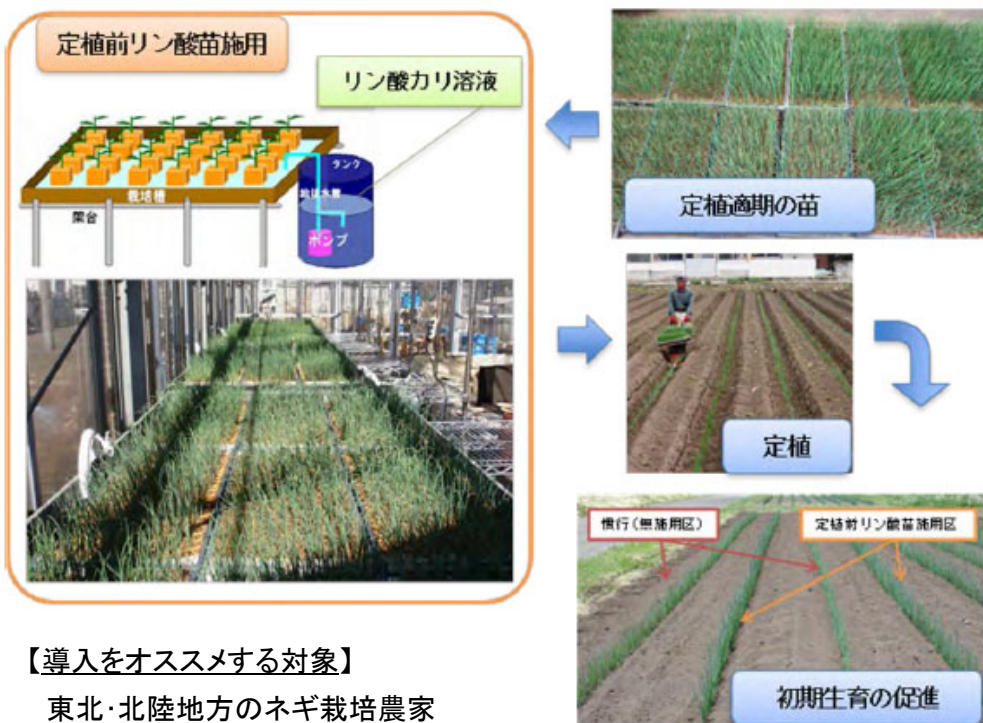 定植前リン酸苗施用
リン酸カリ溶液
タンク
栽培槽
架台
ポンプ
定植適期の苗
定植
慣行(無施用区)
定植前リン酸苗施用区
初期生育の促進
【導入をオススメする対象】
東北・北陸地方のネギ栽培農家